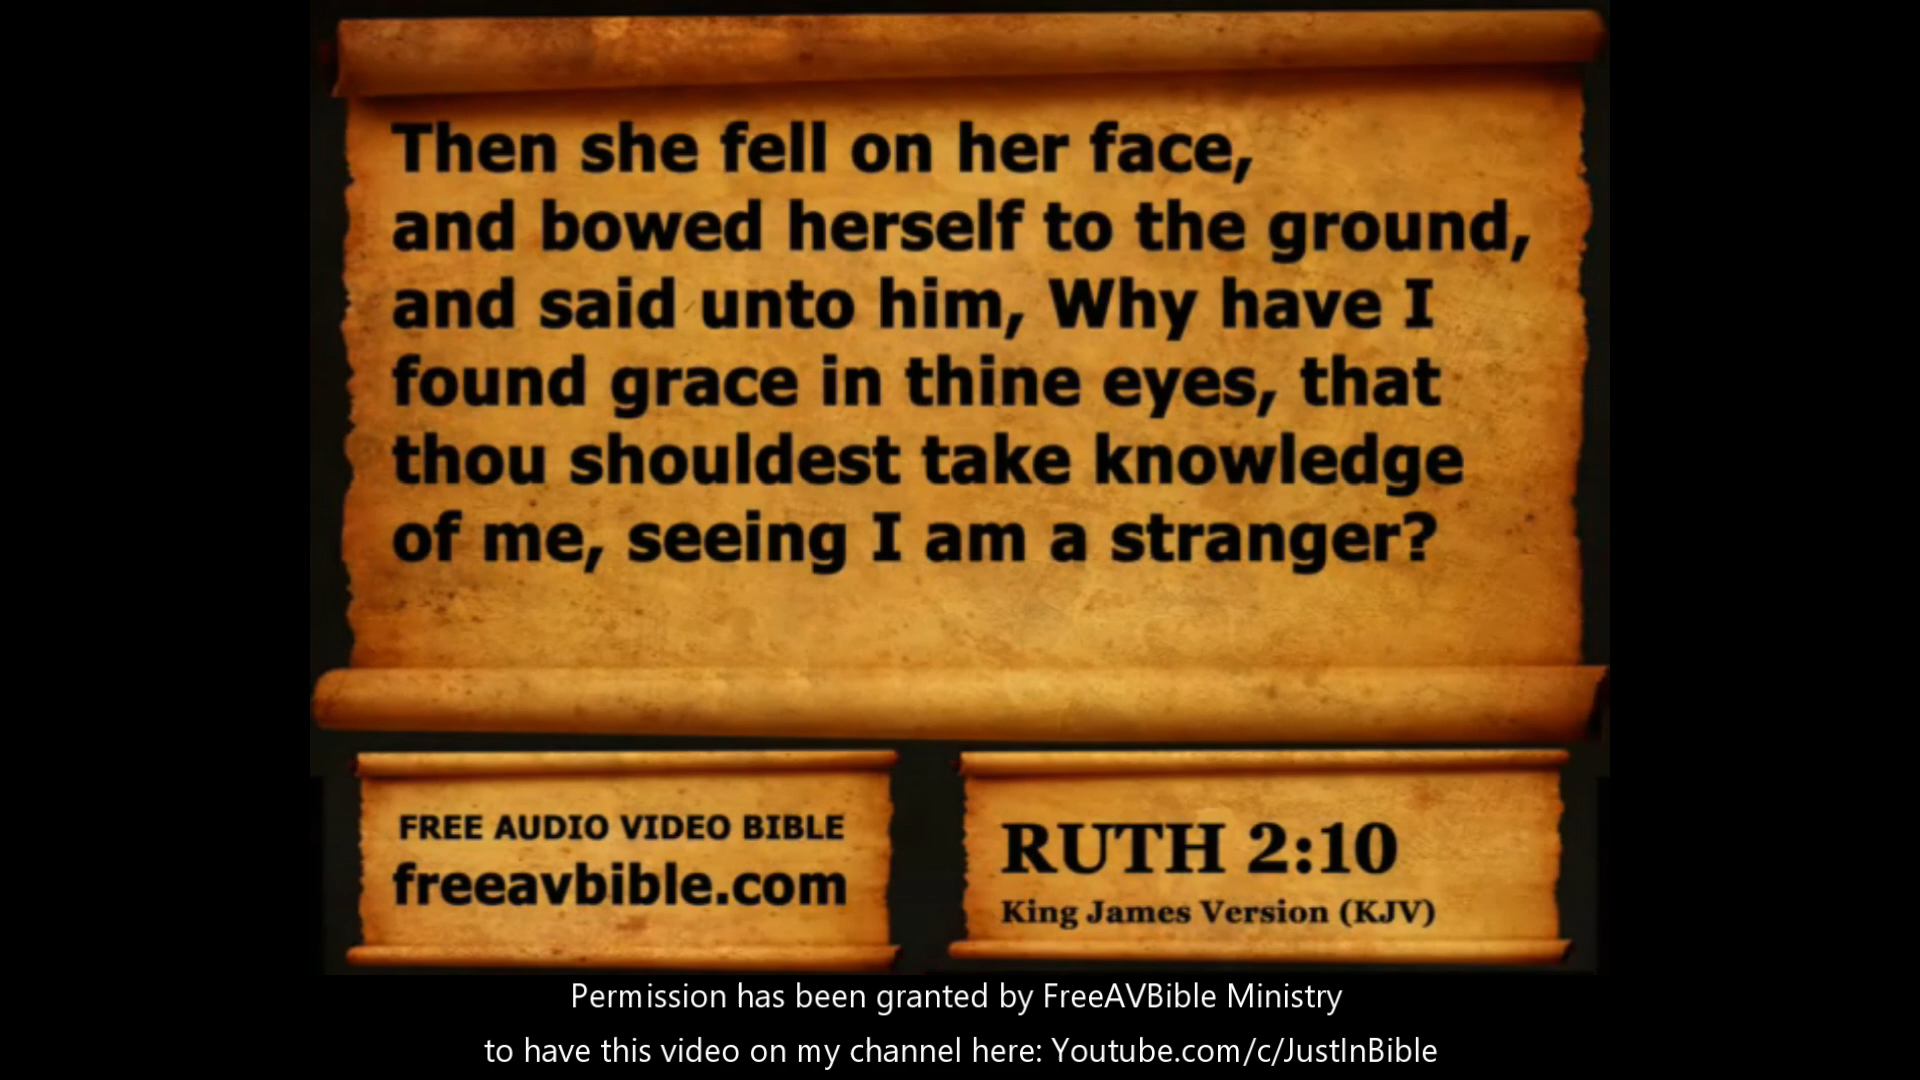 Then she fell on her face,
and bowed herself to the ground,
and said unto him, Why have I
found grace in thine eyes, that
thou shouldest take knowledge
of me, seeing I am a stranger?
FREE AUDIO VIDEO BIBLE
freeavbible.com
RUTH 2:10
King James Version (KJV)
Permission has been granted by FreeAVBible Ministry
to have this video on my channel here: Youtube.com/c/JustInBible